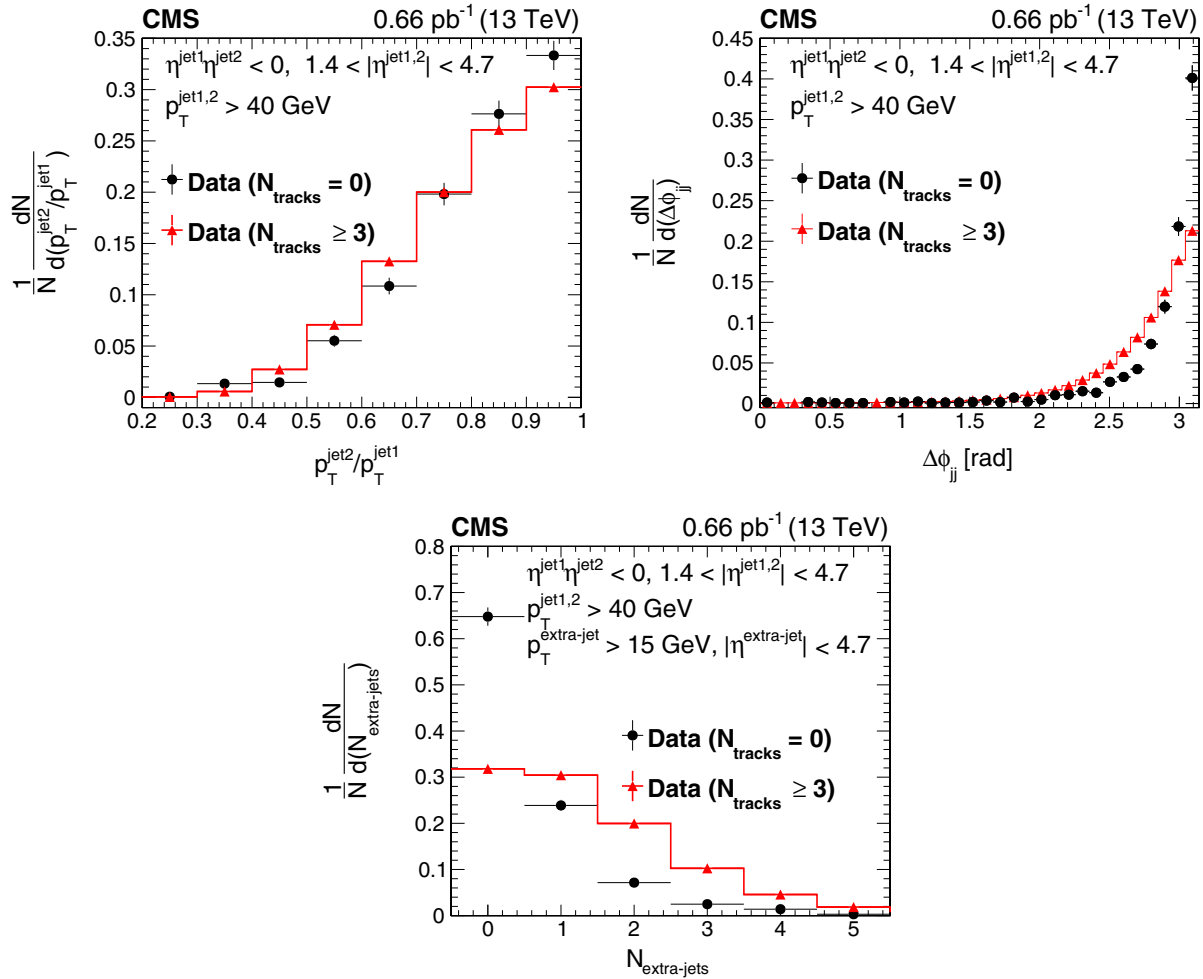 CMS 0.66 pb⁻¹ (13 TeV)
η^jet1 η^jet2 < 0, 1.4 < |η^jet1,2| < 4.7
p_T^jet1,2 > 40 GeV
Data (N_tracks = 0)
Data (N_tracks ≥ 3)
1/N dN/d(p_T^jet2/p_T^jet1)
0.35
0.3
0.25
0.2
0.15
0.1
0.05
0
0.2 0.3 0.4 0.5 0.6 0.7 0.8 0.9 1
p_T^jet2/p_T^jet1
CMS 0.66 pb⁻¹ (13 TeV)
η^jet1 η^jet2 < 0, 1.4 < |η^jet1,2| < 4.7
p_T^jet1,2 > 40 GeV
Data (N_tracks = 0)
Data (N_tracks ≥ 3)
1/N dN/d(Δϕ_jj)
0.45
0.40
0.35
0.30
0.25
0.20
0.15
0.1
0.05
0
0 0.5 1 1.5 2 2.5 3
Δϕ_jj [rad]
CMS 0.66 pb⁻¹ (13 TeV)
η^jet1 η^jet2 < 0, 1.4 < |η^jet1,2| < 4.7
p_T^jet1,2 > 40 GeV
p_T^extra-jet > 15 GeV, |η^extra-jet| < 4.7
Data (N_tracks = 0)
Data (N_tracks ≥ 3)
1/N dN/d(N_extra-jets)
0.8
0.7
0.6
0.5
0.4
0.3
0.2
0.1
0
0 1 2 3 4 5
N_extra-jets